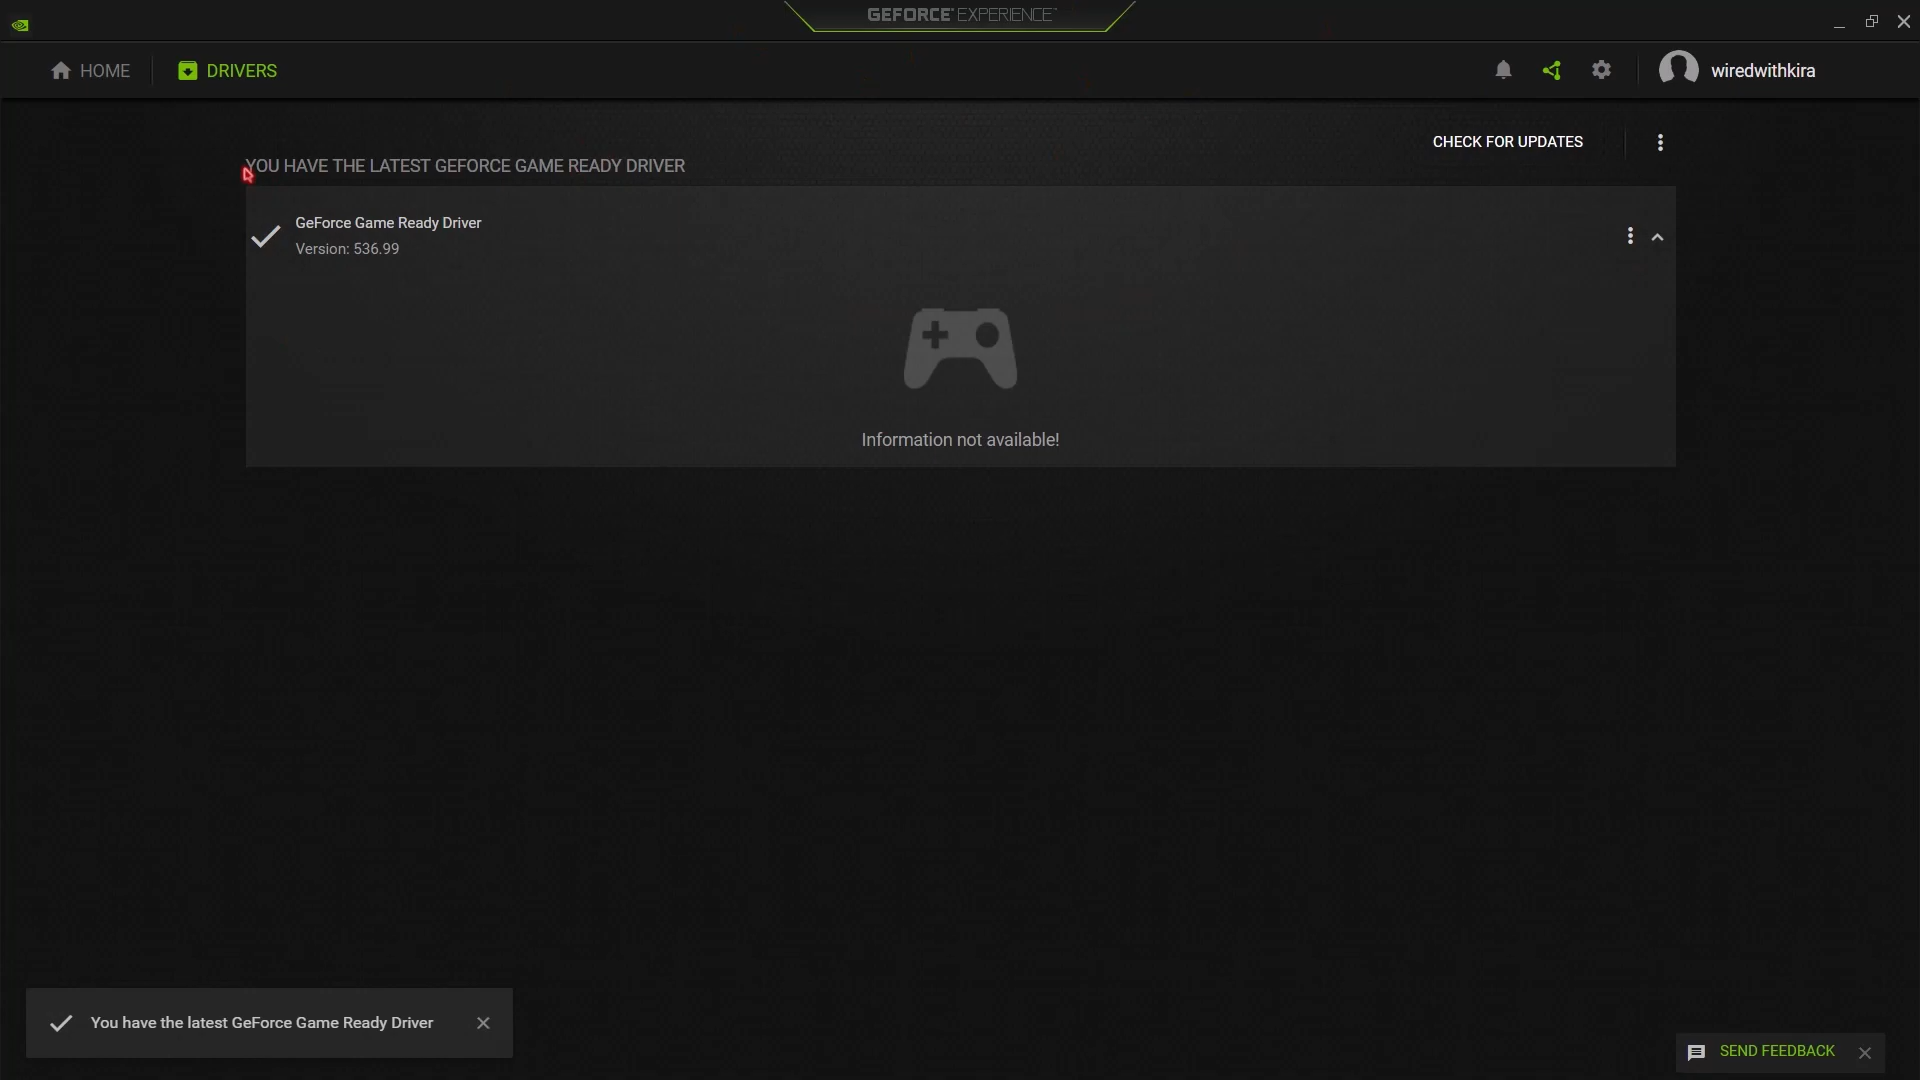 GEFORCE EXPERIENCE™
HOME
DRIVERS
wiredwithkira
CHECK FOR UPDATES
YOU HAVE THE LATEST GEFORCE GAME READY DRIVER
GeForce Game Ready Driver
Version: 536.99
Information not available!
You have the latest GeForce Game Ready Driver
SEND FEEDBACK